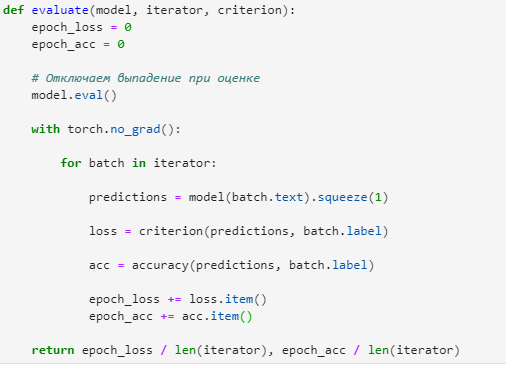 def evaluate(model, iterator, criterion):
    epoch_loss = 0
    epoch_acc = 0
    # Отключаем выпадение при оценке
    model.eval()
    with torch.no_grad():
        for batch in iterator:
            predictions = model(batch.text).squeeze(1)
            loss = criterion(predictions, batch.label)
            acc = accuracy(predictions, batch.label)
            epoch_loss += loss.item()
            epoch_acc += acc.item()
    return epoch_loss / len(iterator), epoch_acc / len(iterator)